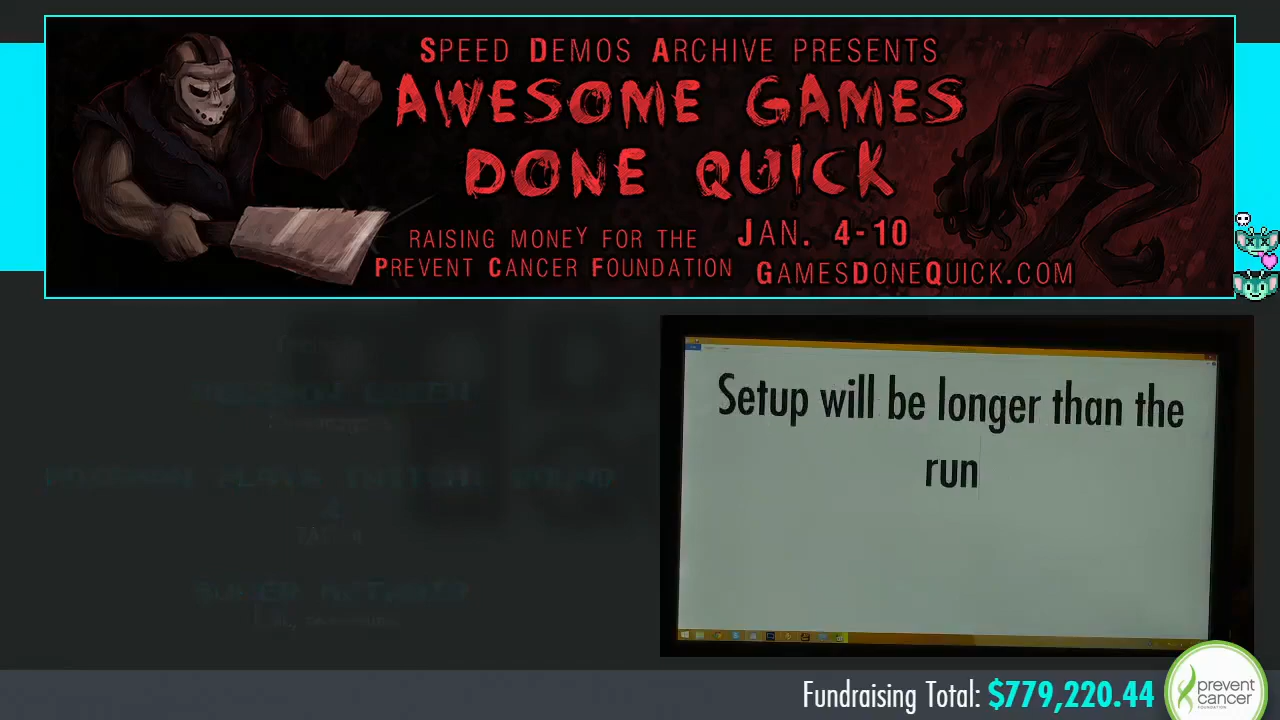 SPEED DEMOS ARCHIVE PRESENTS
AWESOME GAMES
DONE QUICK
RAISING MONEY FOR THE
PREVENT CANCER FOUNDATION
JAN. 4-10
GAMESDONEQUICK.COM
Setup will be longer than the
run
Fundraising Total: $779,220.44
prevent
cancer
FOUNDATION